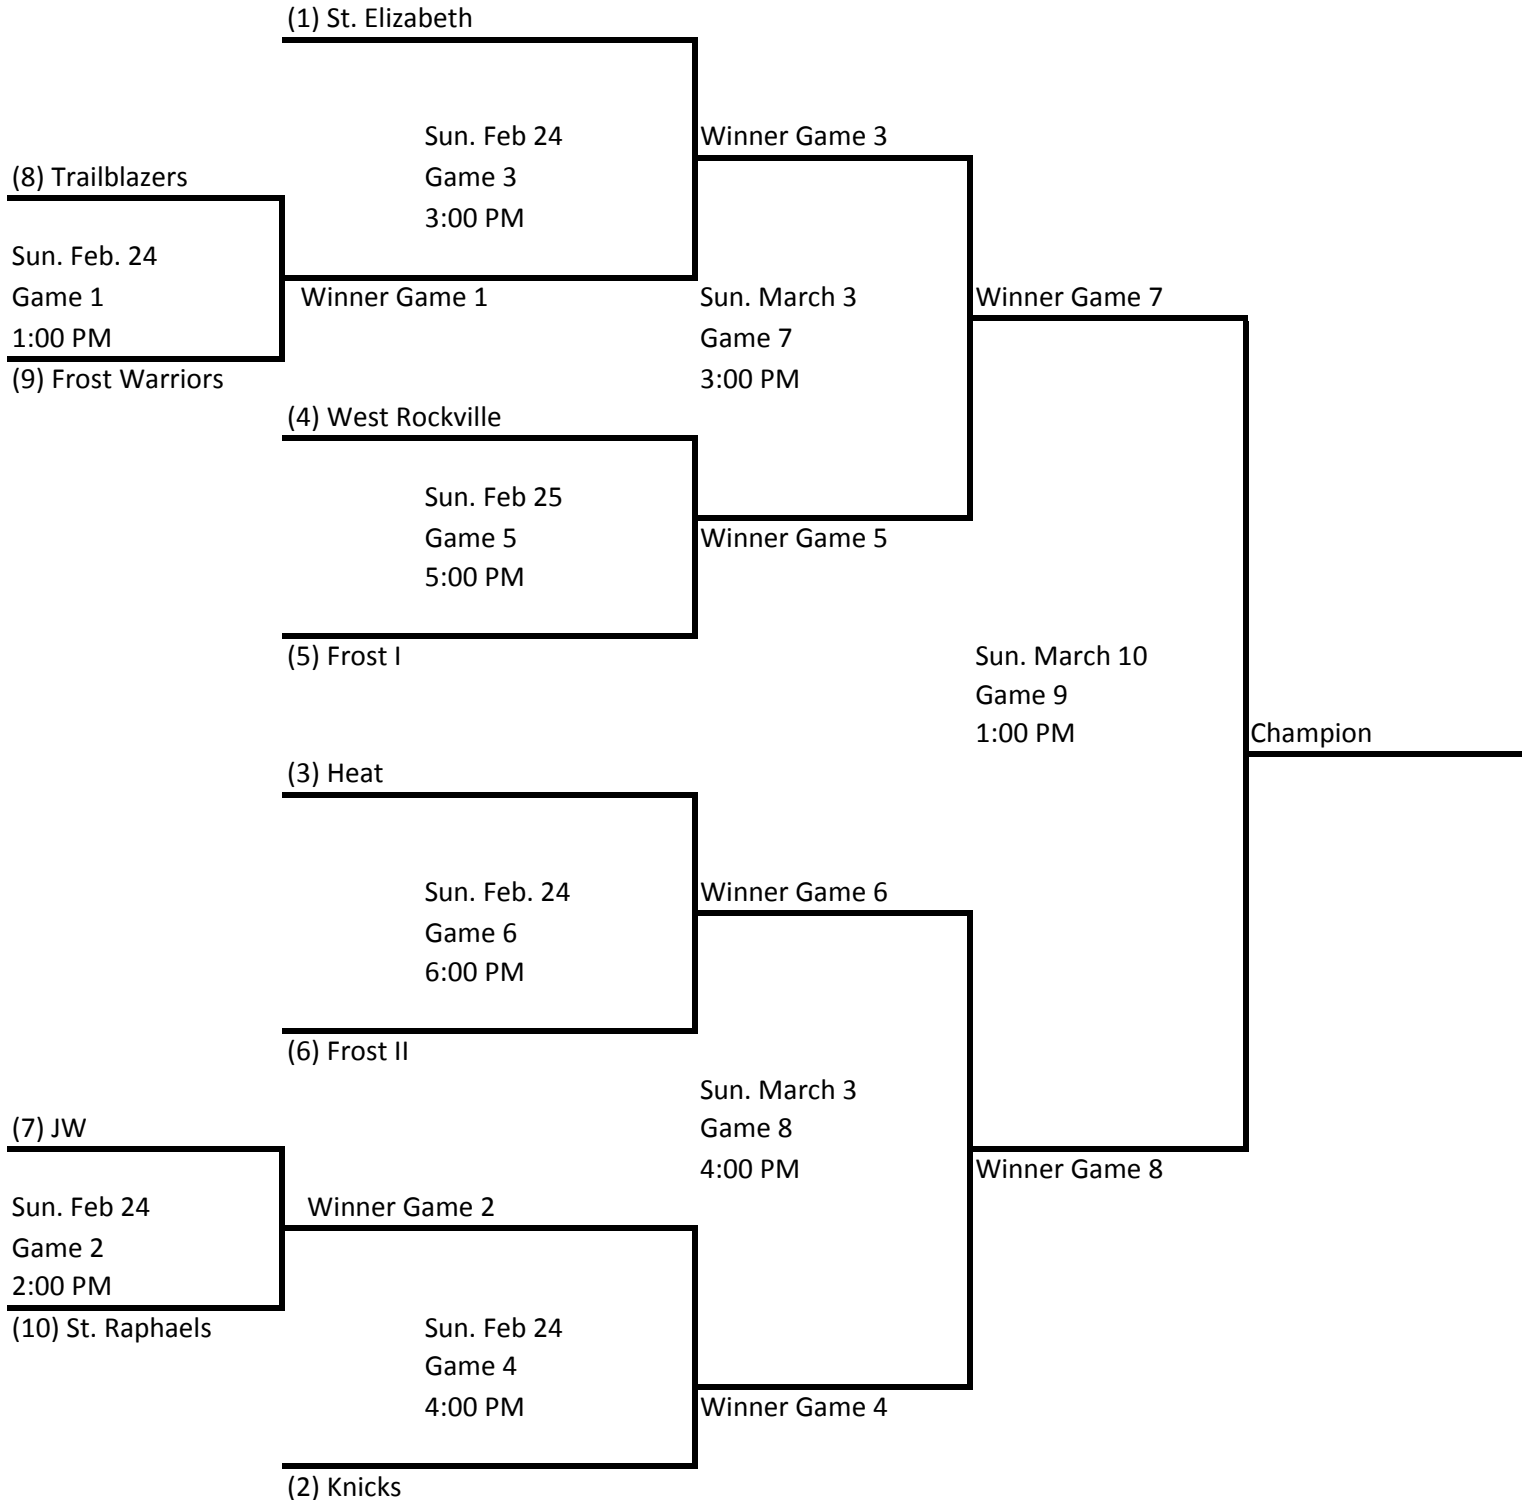 (1) St. Elizabeth
Sun. Feb 24
Game 3
3:00 PM
Winner Game 3
(8) Trailblazers
Sun. Feb. 24
Game 1
1:00 PM
(9) Frost Warriors
Winner Game 1
Sun. March 3
Game 7
3:00 PM
Winner Game 7
(4) West Rockville
Sun. Feb 25
Game 5
5:00 PM
Winner Game 5
(5) Frost I
Sun. March 10
Game 9
1:00 PM
Champion
(3) Heat
Sun. Feb. 24
Game 6
6:00 PM
Winner Game 6
(6) Frost II
Sun. March 3
Game 8
4:00 PM
Winner Game 8
(7) JW
Sun. Feb 24
Game 2
2:00 PM
(10) St. Raphaels
Winner Game 2
Sun. Feb 24
Game 4
4:00 PM
Winner Game 4
(2) Knicks